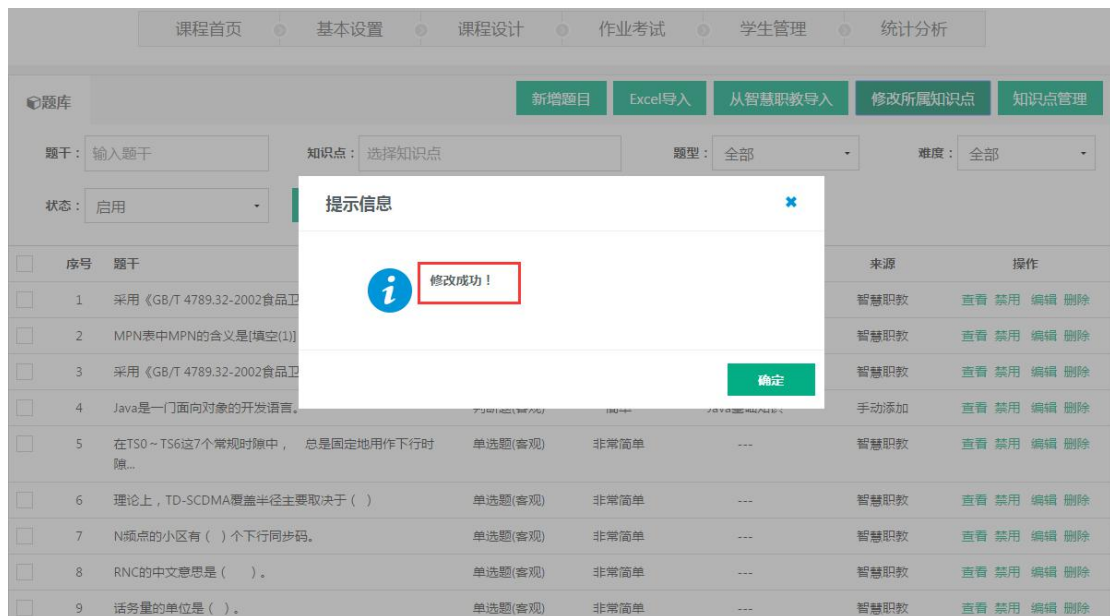 课程首页 基本设置 课程设计 作业考试 学生管理 统计分析
题库 新增题目 Excel导入 从智慧职教导入 修改所属知识点 知识点管理
题干： 输入题干 知识点： 选择知识点 题型： 全部 难度： 全部
状态： 启用
提示信息
修改成功！
确定
序号 题干 来源 操作
1 采用《GB/T 4789.32-2002食品卫 智慧职教 查看 禁用 编辑 删除
2 MPN表中MPN的含义是[填空(1)] 智慧职教 查看 禁用 编辑 删除
3 采用《GB/T 4789.32-2002食品卫 智慧职教 查看 禁用 编辑 删除
4 Java是一门面向对象的开发语言。 手动添加 查看 禁用 编辑 删除
5 在TS0～TS6这7个常规时隙中， 总是固定地用作下行时 单选题(客观) 非常简单 --- 智慧职教 查看 禁用 编辑 删除
隙...
6 理论上，TD-SCDMA覆盖半径主要取决于（ ） 单选题(客观) 非常简单 --- 智慧职教 查看 禁用 编辑 删除
7 N频点的小区有（ ）个下行同步码。 单选题(客观) 非常简单 --- 智慧职教 查看 禁用 编辑 删除
8 RNC的中文意思是（ ）。 单选题(客观) 非常简单 --- 智慧职教 查看 禁用 编辑 删除
9 话务量的单位是（ ）。 单选题(客观) 非常简单 --- 智慧职教 查看 禁用 编辑 删除